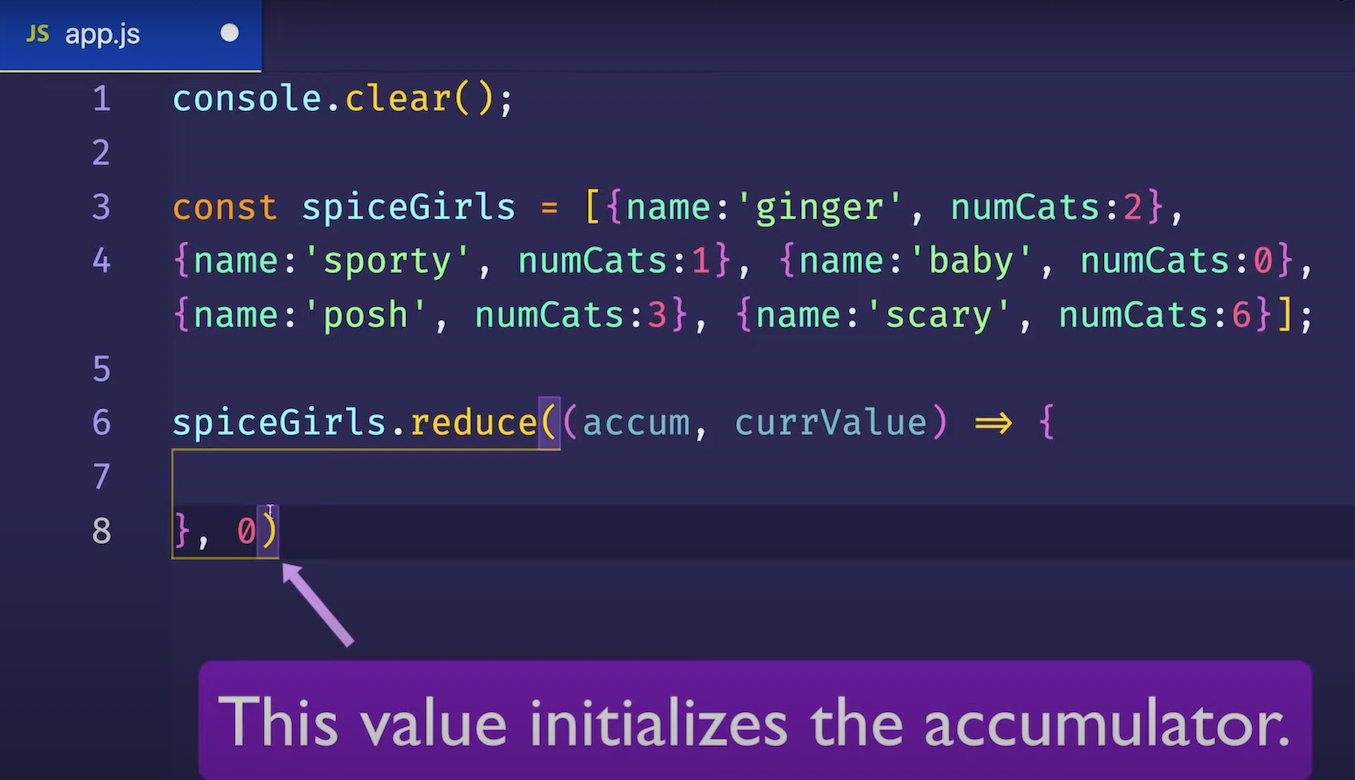 JS app.js
1 console.clear();
2
3 const spiceGirls = [{name:'ginger', numCats:2},
4 {name:'sporty', numCats:1}, {name:'baby', numCats:0},
{name:'posh', numCats:3}, {name:'scary', numCats:6}];
5
6 spiceGirls.reduce((accum, currValue) => {
7
8 }, 0)
This value initializes the accumulator.